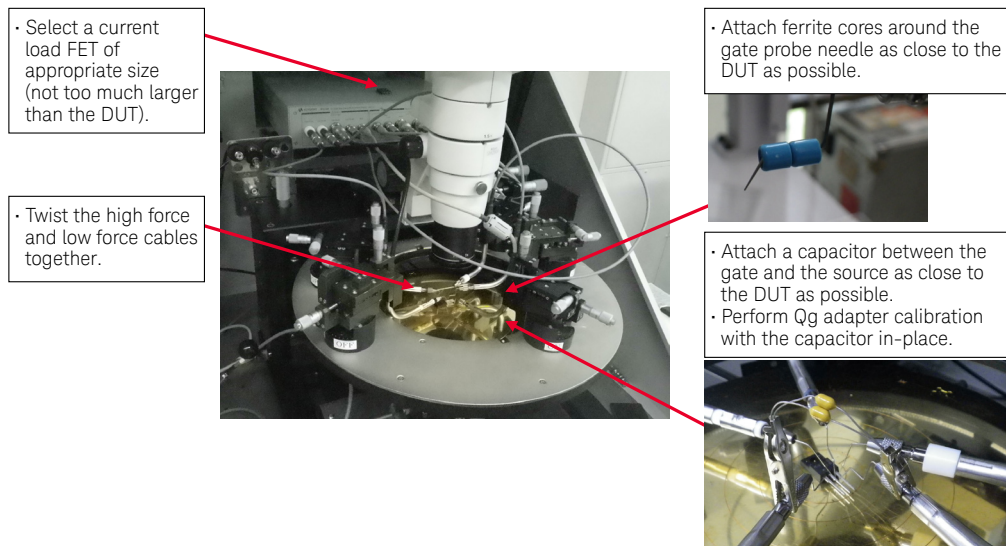 · Select a current
load FET of
appropriate size
(not too much larger
than the DUT).
· Twist the high force
and low force cables
together.
· Attach ferrite cores around the
gate probe needle as close to the
DUT as possible.
· Attach a capacitor between the
gate and the source as close to
the DUT as possible.
· Perform Qg adapter calibration
with the capacitor in-place.
OFF